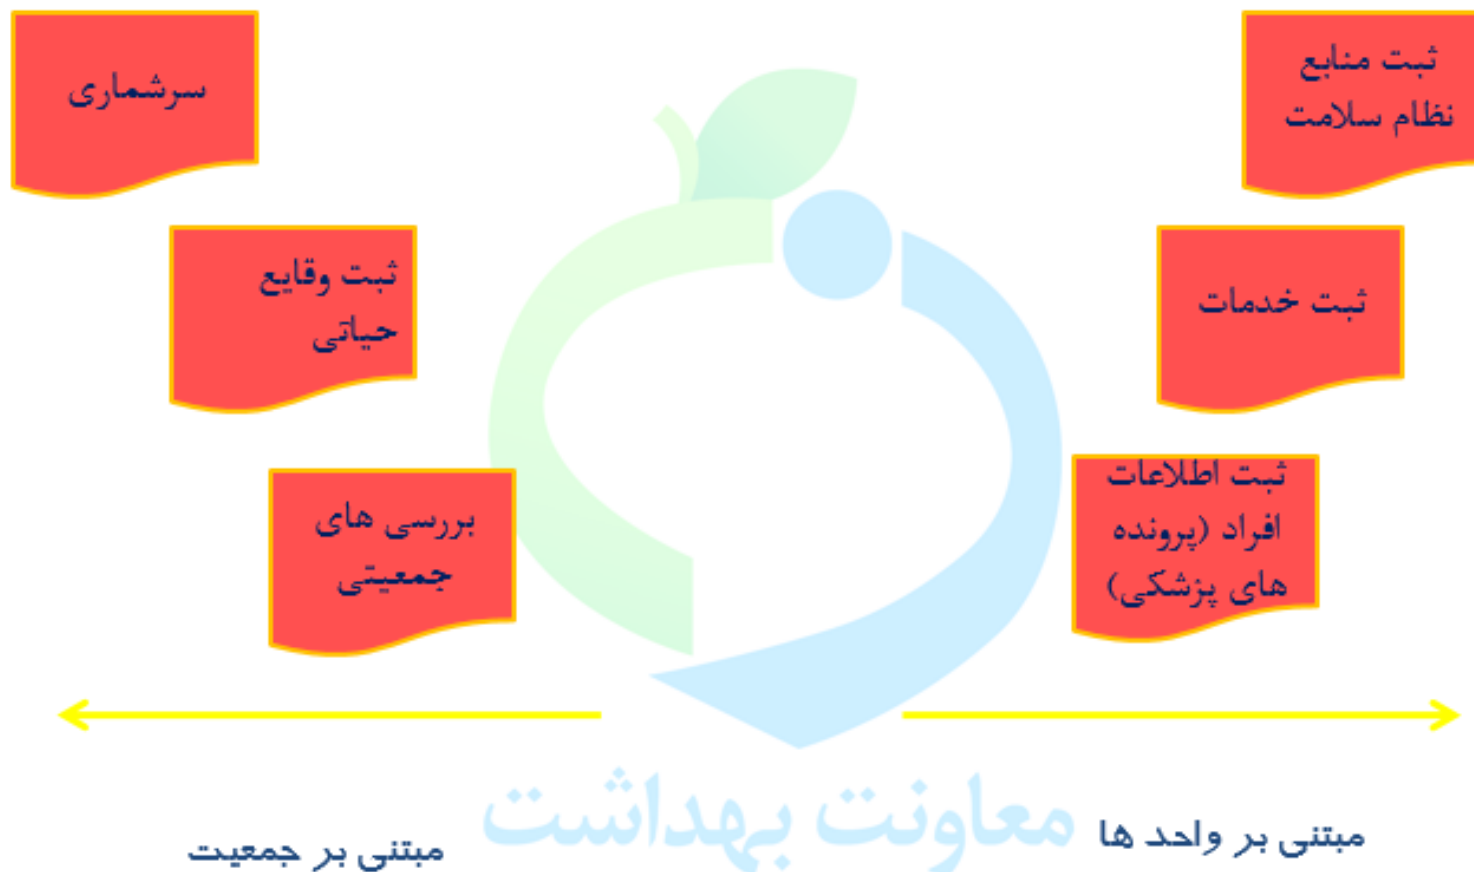 ثبت منابع
نظام سلامت
سرشماری
ثبت خدمات
ثبت وقایع
حیاتی
ثبت اطلاعات
افراد (پرونده
های پزشکی)
بررسی های
جمعیتی
معاونت بهداشت
مبتنی بر واحد ها
مبتنی بر جمعیت